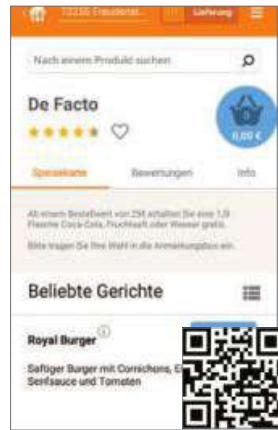 72250 Freudenst...
Lieferung
Nach einem Produkt suchen
De Facto
0,00 €
Speisekarte Bewertungen Info
Ab einem Bestellwert von 25€ erhalten Sie eine 1,0l
Flasche Coca-Cola, Fruchtsaft oder Wasser gratis.
Bitte tragen Sie Ihre Wahl in die Anmerkungsbox ein.
Beliebte Gerichte
Royal Burger
Saftiger Burger mit Cornichons,
Senfsauce und Tomaten